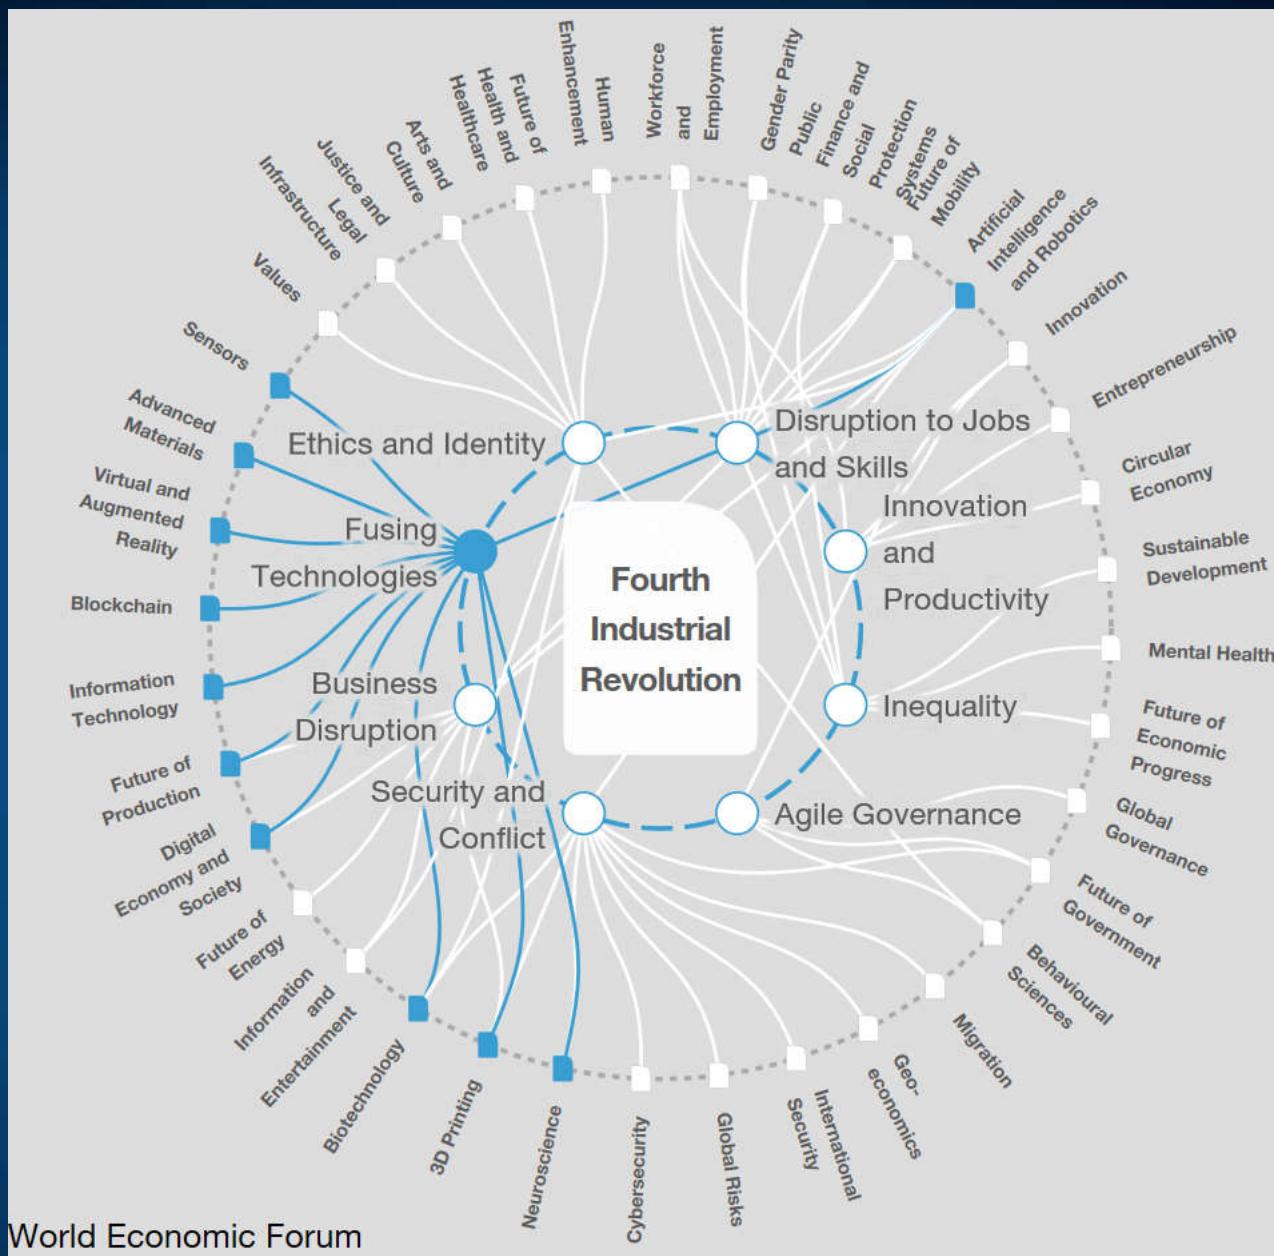 Fourth
Industrial
Revolution
Ethics and Identity
Disruption to Jobs
and Skills
Innovation
and
Productivity
Inequality
Agile Governance
Security and
Conflict
Business
Disruption
Fusing
Technologies
Workforce
and
Employment
Gender Parity
Public
Finance and
Social
Protection
Systems
Future of
Mobility
Artificial
Intelligence
and Robotics
Innovation
Entrepreneurship
Circular
Economy
Sustainable
Development
Mental Health
Future of
Economic
Progress
Global
Governance
Future of
Government
Behavioural
Sciences
Migration
Geo-
economics
International
Security
Global Risks
Cybersecurity
Neuroscience
3D Printing
Biotechnology
Information
and
Entertainment
Future of
Energy
Digital
Economy and
Society
Future of
Production
Information
Technology
Blockchain
Virtual and
Augmented
Reality
Advanced
Materials
Sensors
Values
Justice and
Legal
Infrastructure
Arts and
Culture
Future of
Health and
Healthcare
Human
Enhancement
World Economic Forum